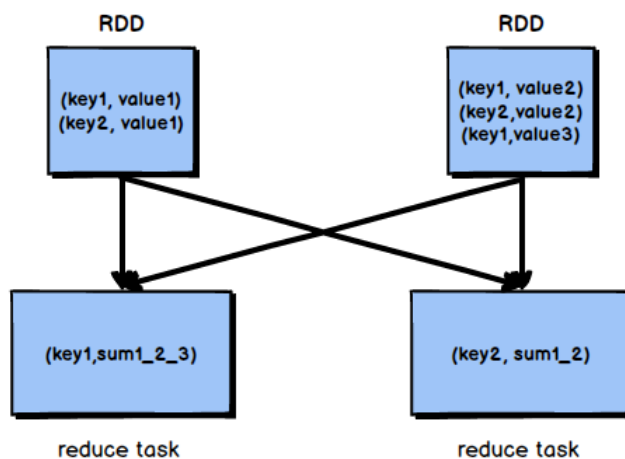 RDD
RDD
(key1, value1)
(key2, value1)
(key1, value2)
(key2,value2)
(key1,value3)
(key1,sum1_2_3)
(key2, sum1_2)
reduce task
reduce task